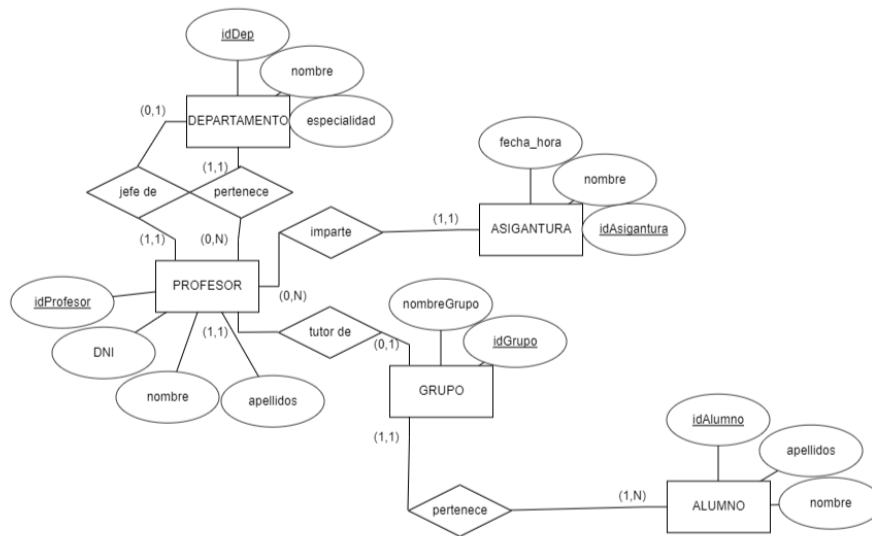 idDep
nombre
(0,1)
DEPARTAMENTO
especialidad
fecha_hora
(1,1)
nombre
jefe de
pertenece
imparte
(1,1)
ASIGANTURA
idAsigantura
(1,1)
(0,N)
PROFESOR
idProfesor
(0,N)
nombreGrupo
(1,1)
tutor de
idGrupo
(0,1)
DNI
GRUPO
nombre
apellidos
idAlumno
(1,1)
apellidos
(1,N)
pertenece
ALUMNO
nombre